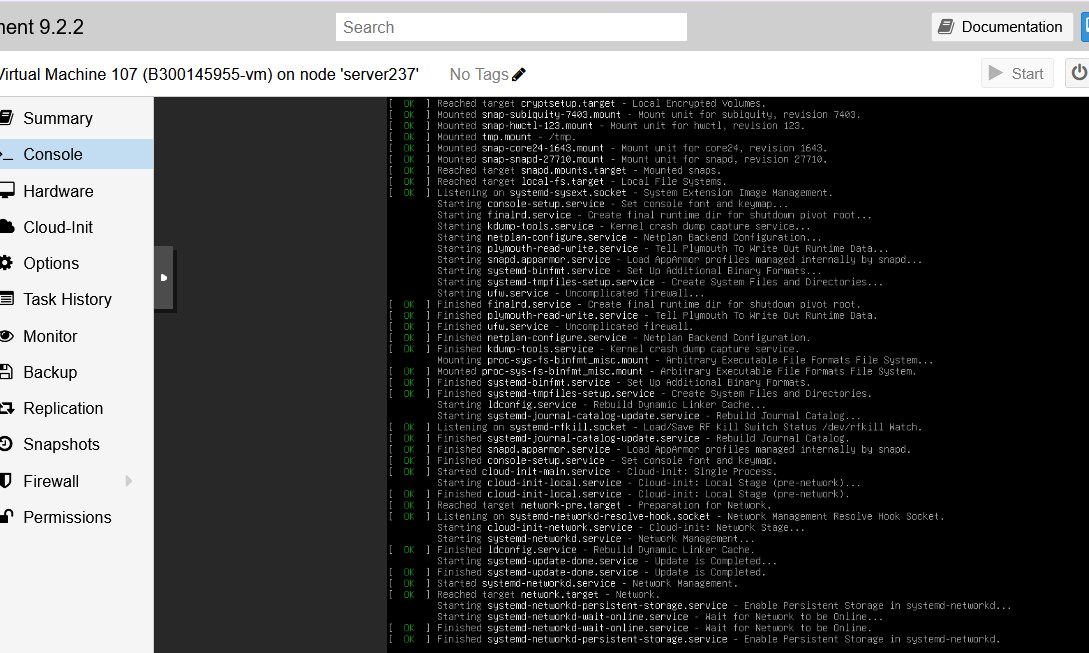 ment 9.2.2
Search
Documentation
Virtual Machine 107 (B300145955-vm) on node 'server237'
No Tags
Start
Summary
Console
Hardware
Cloud-Init
Options
Task History
Monitor
Backup
Replication
Snapshots
Firewall
Permissions
[  OK  ] Reached target cryptsetup.target - Local Encrypted Volumes.
[  OK  ] Mounted snap-subiquity-7403.mount - Mount unit for subiquity, revision 7403.
[  OK  ] Mounted snap-hwctl-123.mount - Mount unit for hwctl, revision 123.
[  OK  ] Mounted tmp.mount - /tmp.
[  OK  ] Mounted snap-core24-1643.mount - Mount unit for core24, revision 1643.
[  OK  ] Mounted snap-snapd-27710.mount - Mount unit for snapd, revision 27710.
[  OK  ] Reached target snapd.mounts.target - Mounted snaps.
[  OK  ] Reached target local-fs.target - Local File Systems.
[  OK  ] Listening on systemd-sysext.socket - System Extension Image Management.
Starting console-setup.service - Set console font and keymap...
Starting finalrd.service - Create final runtime dir for shutdown pivot root...
Starting kdump-tools.service - Kernel crash dump capture service...
Starting netplan-configure.service - Netplan Backend Configuration...
Starting plymouth-read-write.service - Tell Plymouth To Write Out Runtime Data...
Starting snapd.apparmor.service - Load AppArmor profiles managed internally by snapd...
Starting systemd-binfmt.service - Set Up Additional Binary Formats...
Starting systemd-tmpfiles-setup.service - Create System Files and Directories...
Starting ufw.service - Uncomplicated firewall...
[  OK  ] Finished finalrd.service - Create final runtime dir for shutdown pivot root.
[  OK  ] Finished plymouth-read-write.service - Tell Plymouth To Write Out Runtime Data.
[  OK  ] Finished ufw.service - Uncomplicated firewall.
[  OK  ] Finished netplan-configure.service - Netplan Backend Configuration.
[  OK  ] Finished kdump-tools.service - Kernel crash dump capture service.
Mounting proc-sys-fs-binfmt_misc.mount - Arbitrary Executable File Formats File System...
[  OK  ] Mounted proc-sys-fs-binfmt_misc.mount - Arbitrary Executable File Formats File System.
[  OK  ] Finished systemd-binfmt.service - Set Up Additional Binary Formats.
[  OK  ] Finished systemd-tmpfiles-setup.service - Create System Files and Directories.
Starting ldconfig.service - Rebuild Dynamic Linker Cache...
Starting systemd-journal-catalog-update.service - Rebuild Journal Catalog...
[  OK  ] Listening on systemd-rfkill.socket - Load/Save RF Kill Switch Status /dev/rfkill Watch.
[  OK  ] Finished systemd-journal-catalog-update.service - Rebuild Journal Catalog.
[  OK  ] Finished snapd.apparmor.service - Load AppArmor profiles managed internally by snapd.
[  OK  ] Finished console-setup.service - Set console font and keymap.
[  OK  ] Started cloud-init-main.service - Cloud-init: Single Process.
Starting cloud-init-local.service - Cloud-init: Local Stage (pre-network)...
[  OK  ] Finished cloud-init-local.service - Cloud-init: Local Stage (pre-network).
[  OK  ] Reached target network-pre.target - Preparation for Network.
[  OK  ] Listening on systemd-networkd-resolve-hook.socket - Network Management Resolve Hook Socket.
Starting cloud-init-network.service - Cloud-init: Network Stage...
Starting systemd-networkd.service - Network Management...
[  OK  ] Finished ldconfig.service - Rebuild Dynamic Linker Cache.
Starting systemd-update-done.service - Update is Completed...
[  OK  ] Finished systemd-update-done.service - Update is Completed.
[  OK  ] Started systemd-networkd.service - Network Management.
[  OK  ] Reached target network.target - Network.
Starting systemd-networkd-persistent-storage.service - Enable Persistent Storage in systemd-networkd...
Starting systemd-networkd-wait-online.service - Wait for Network to be Online...
[  OK  ] Finished systemd-networkd-wait-online.service - Wait for Network to be Online.
[  OK  ] Finished systemd-networkd-persistent-storage.service - Enable Persistent Storage in systemd-networkd.